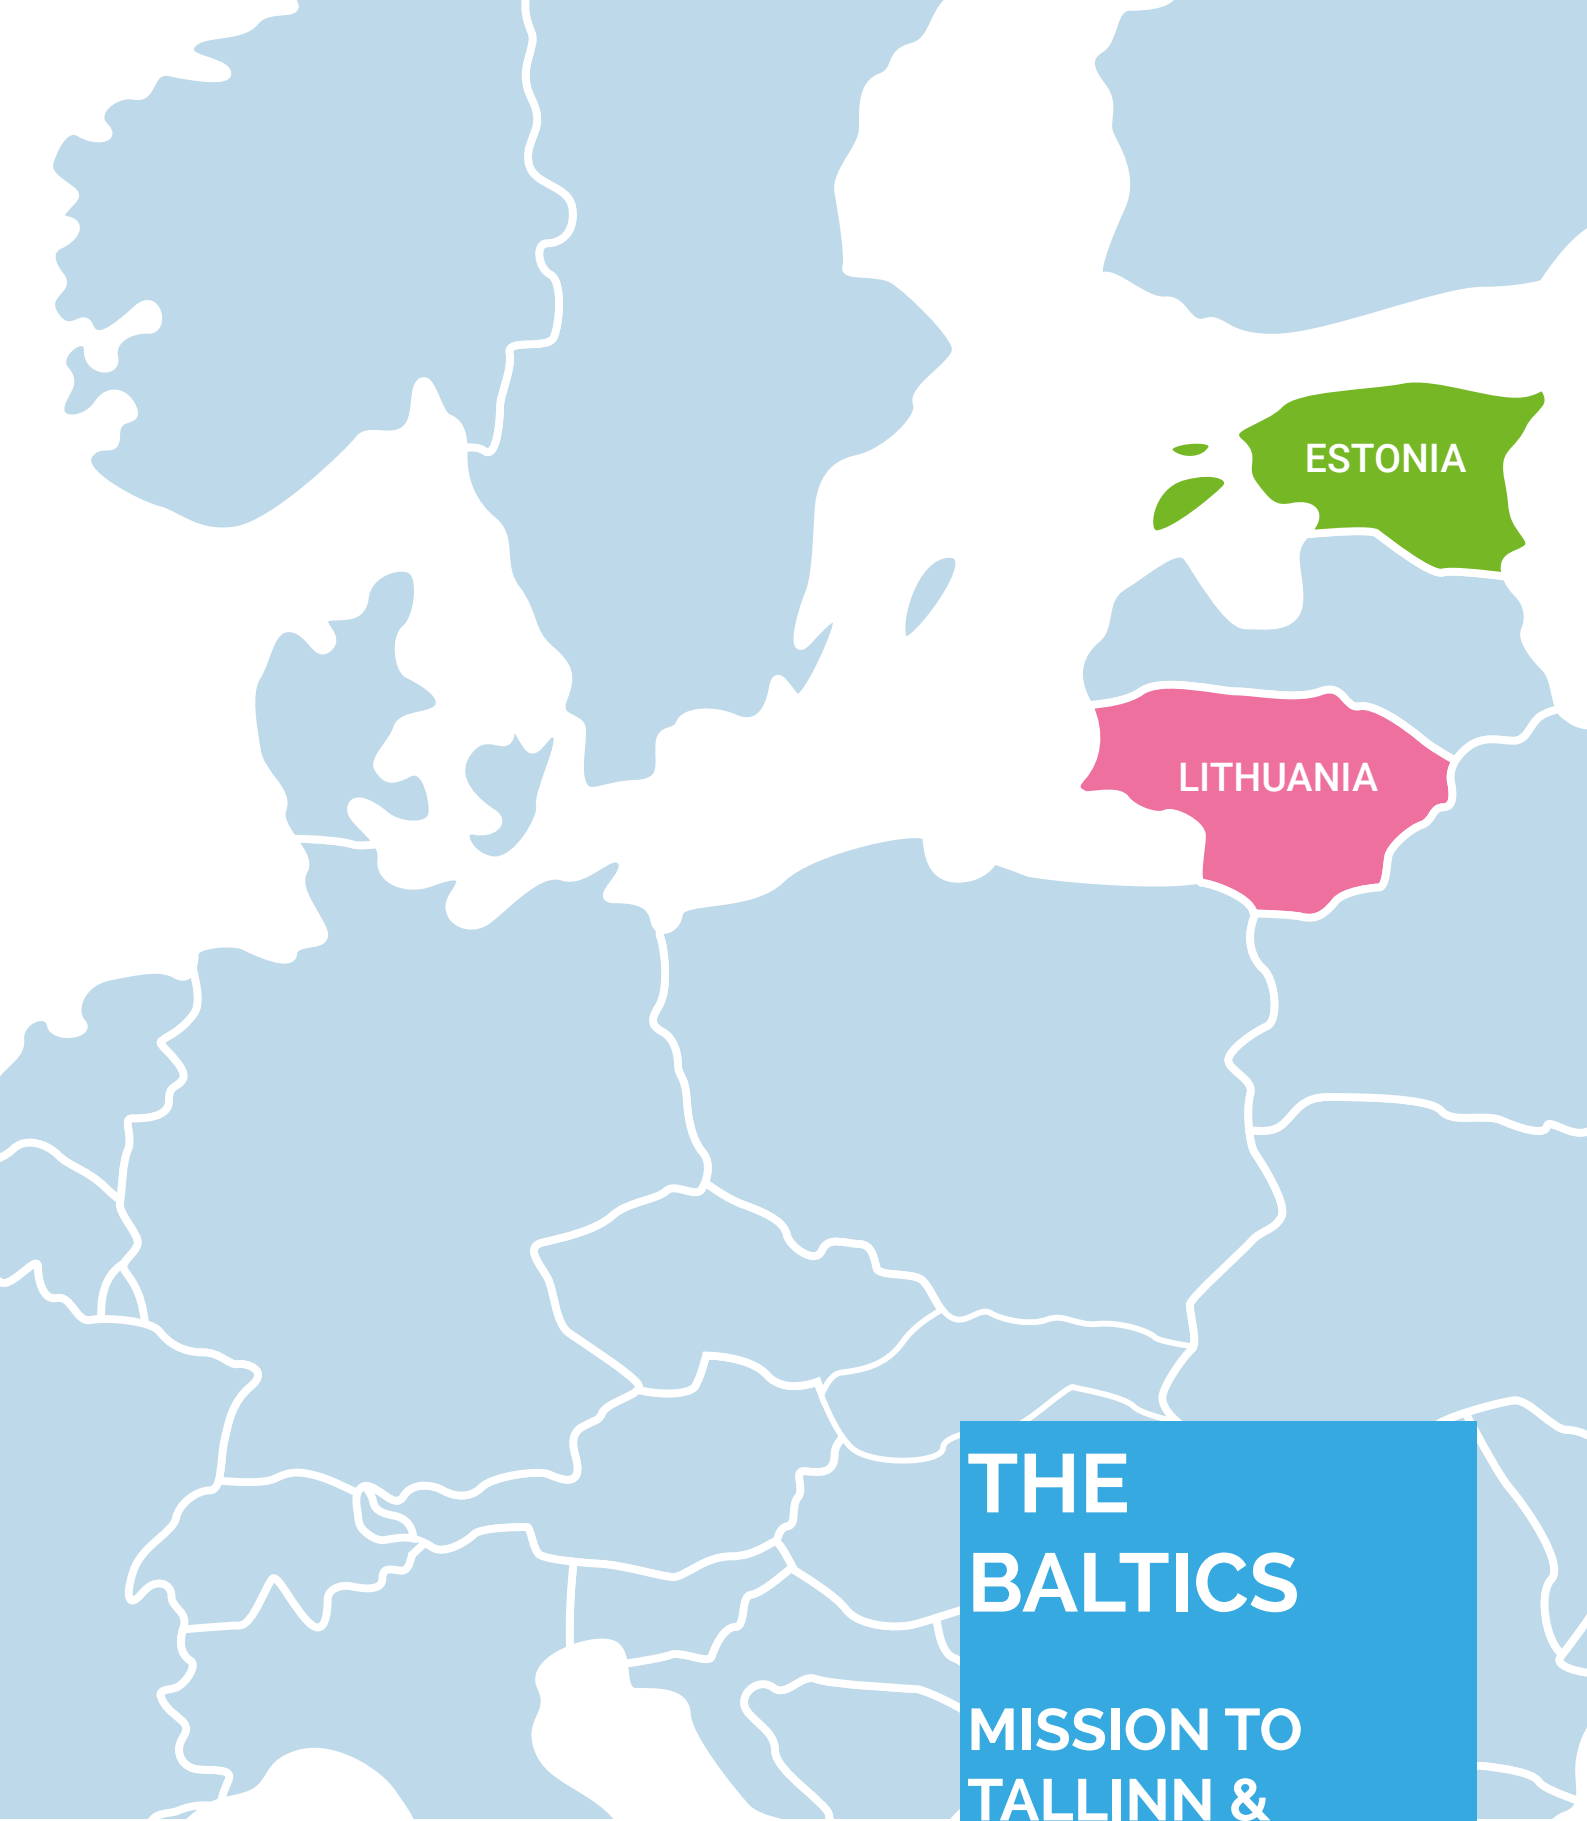 ESTONIA
LITHUANIA
THE
BALTICS
MISSION TO
TALLINN &